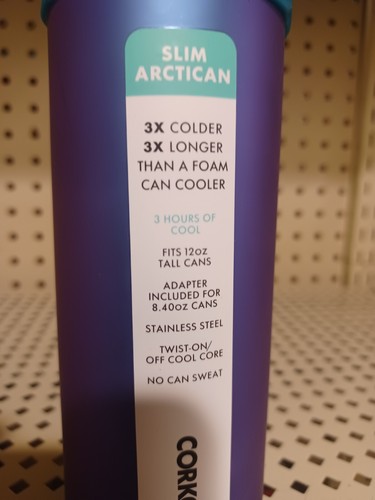 SLIM
ARCTICAN
3X COLDER
3X LONGER
THAN A FOAM
CAN COOLER
3 HOURS OF
COOL
FITS 12oz
TALL CANS
ADAPTER
INCLUDED FOR
8.40oz CANS
STAINLESS STEEL
TWIST-ON/
OFF COOL CORE
NO CAN SWEAT